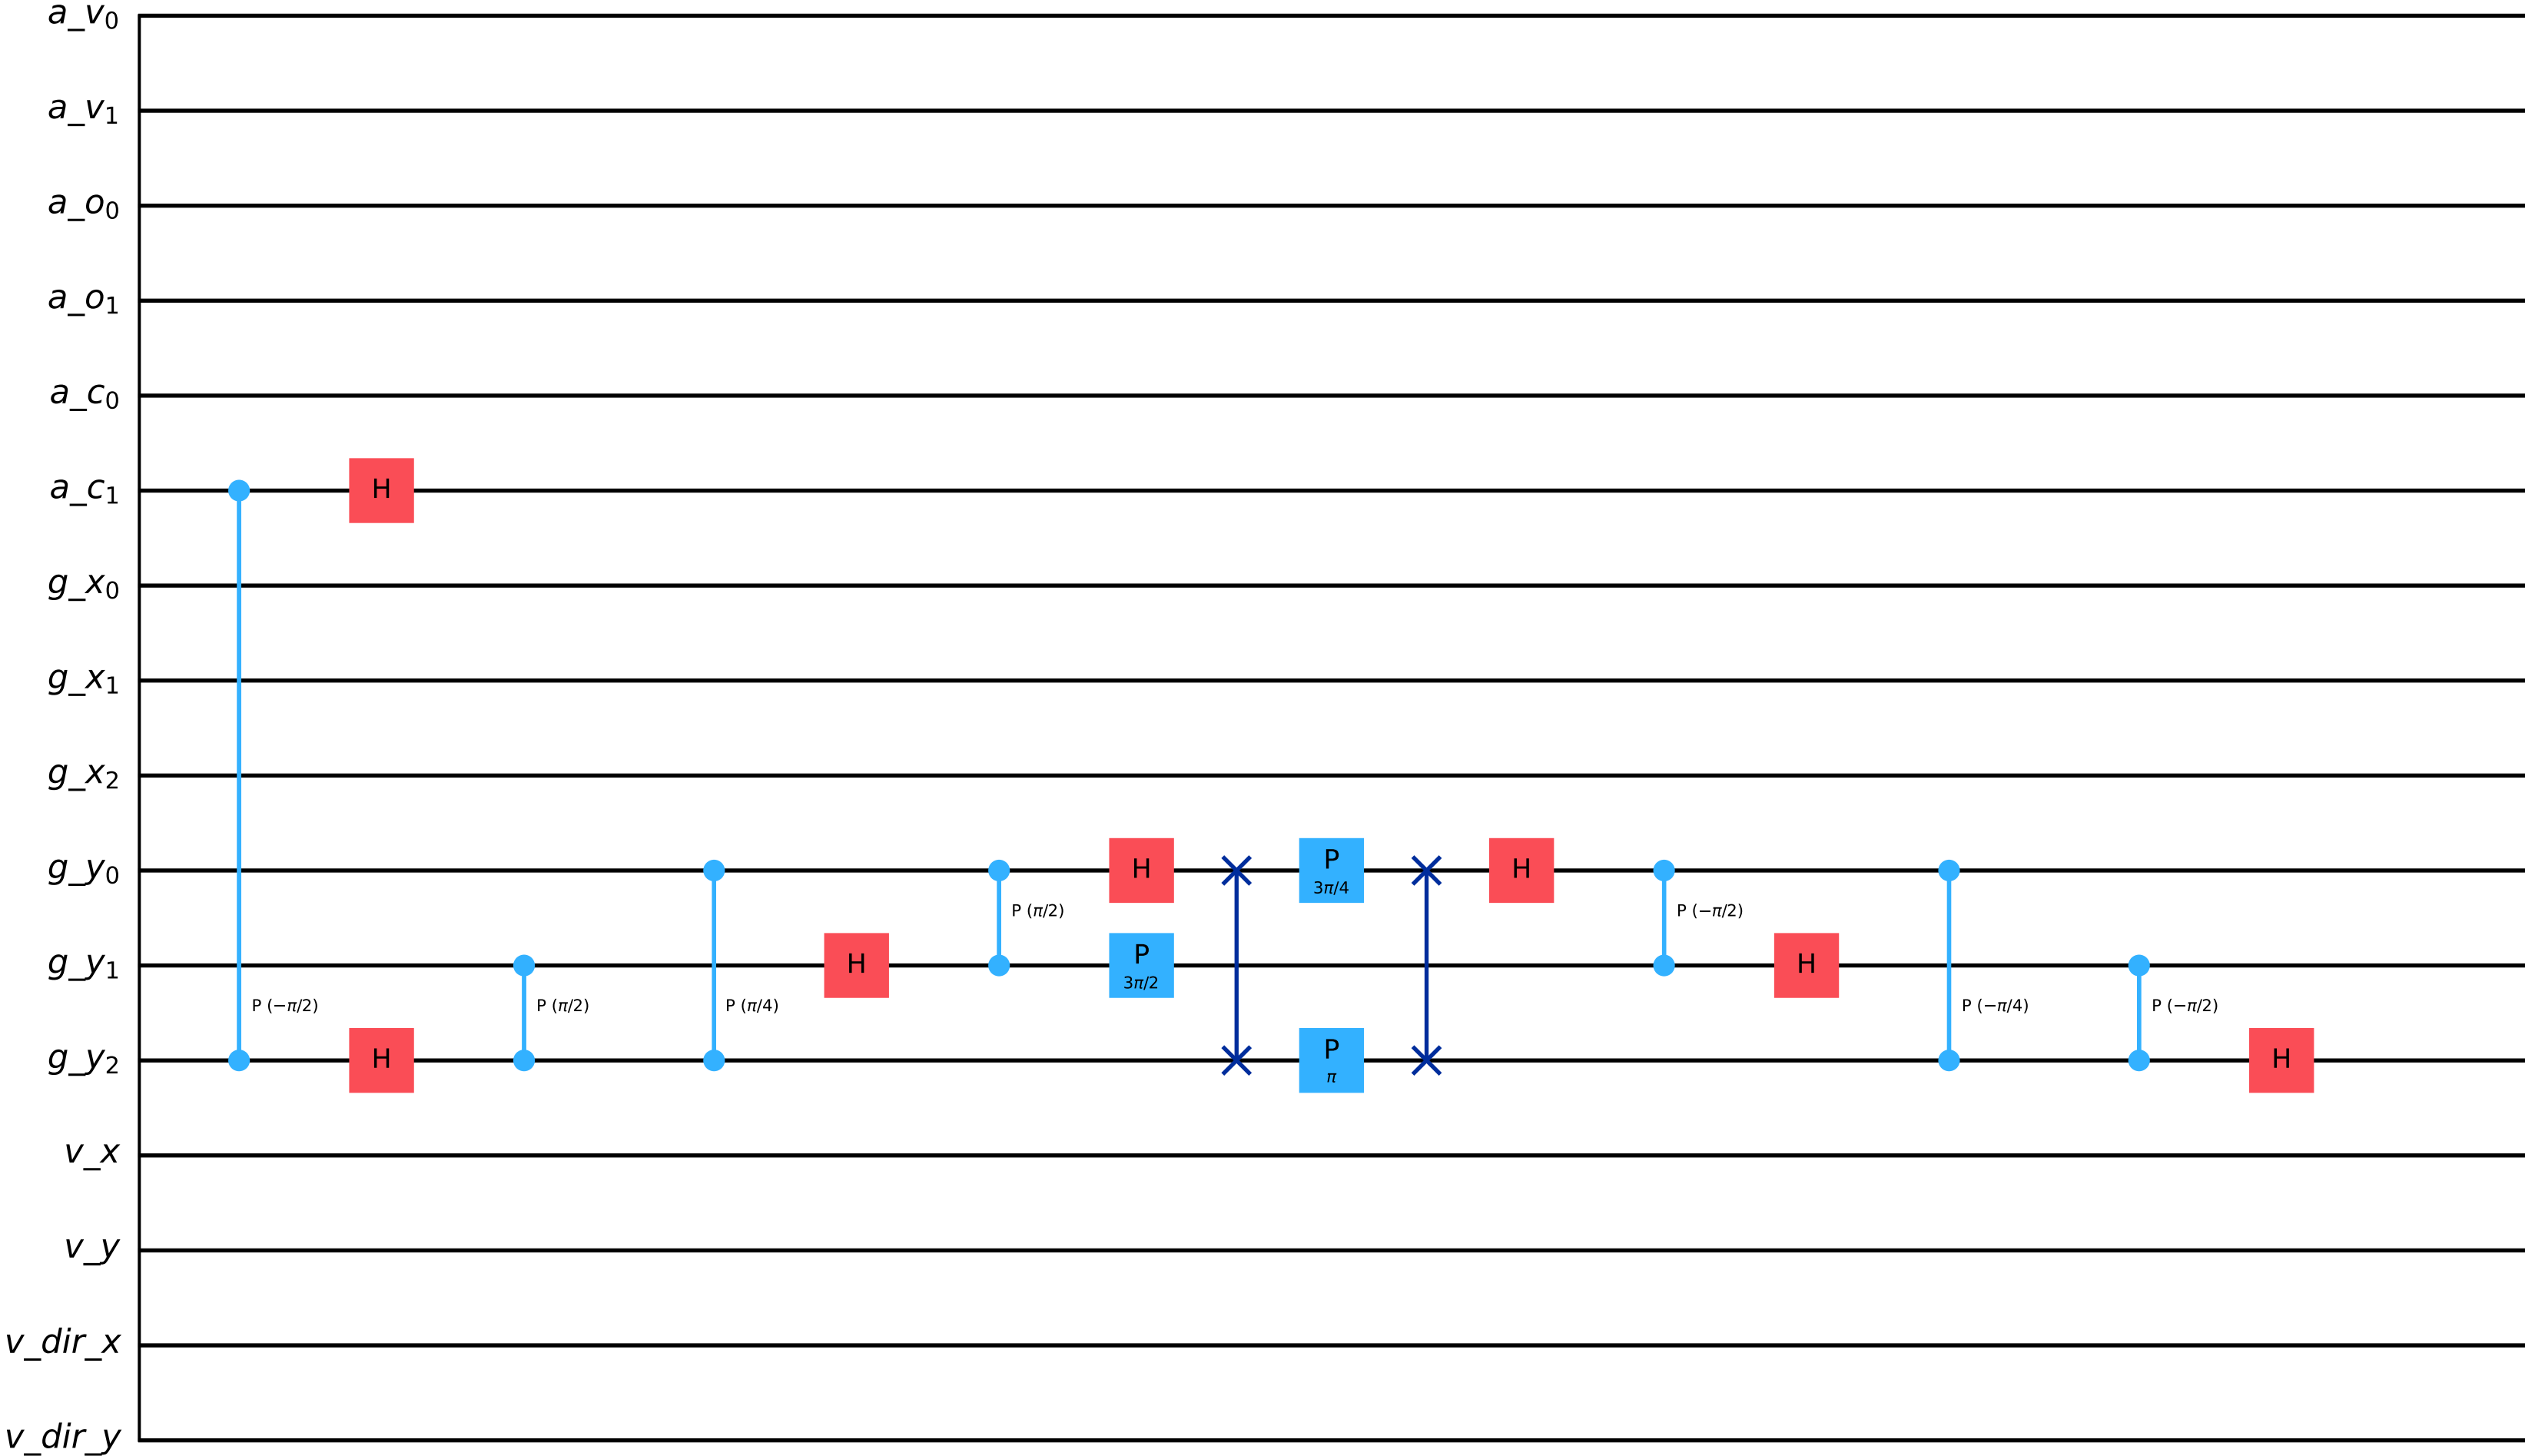 a_v₀
a_v₁
a_o₀
a_o₁
a_c₀
a_c₁ H
g_x₀
g_x₁
g_x₂
g_y₀ H P 3π/4 H
P (π/2) P (−π/2)
g_y₁ H P 3π/2 H
P (−π/2) P (π/2) P (π/4) P (−π/4) P (−π/2)
g_y₂ H P π H
v_x
v_y
v_dir_x
v_dir_y